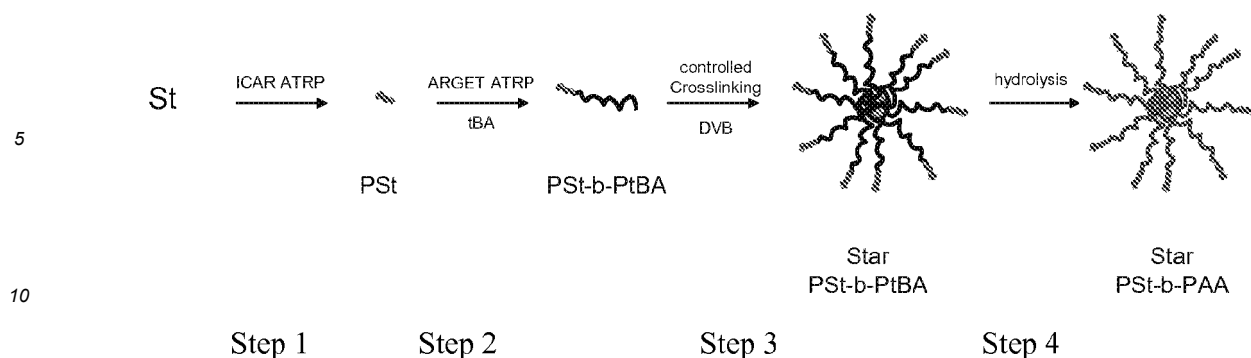 St
ICAR ATRP
PSt
ARGET ATRP
tBA
PSt-b-PtBA
controlled
Crosslinking
DVB
Star
PSt-b-PtBA
hydrolysis
Star
PSt-b-PAA
5
10
Step 1
Step 2
Step 3
Step 4